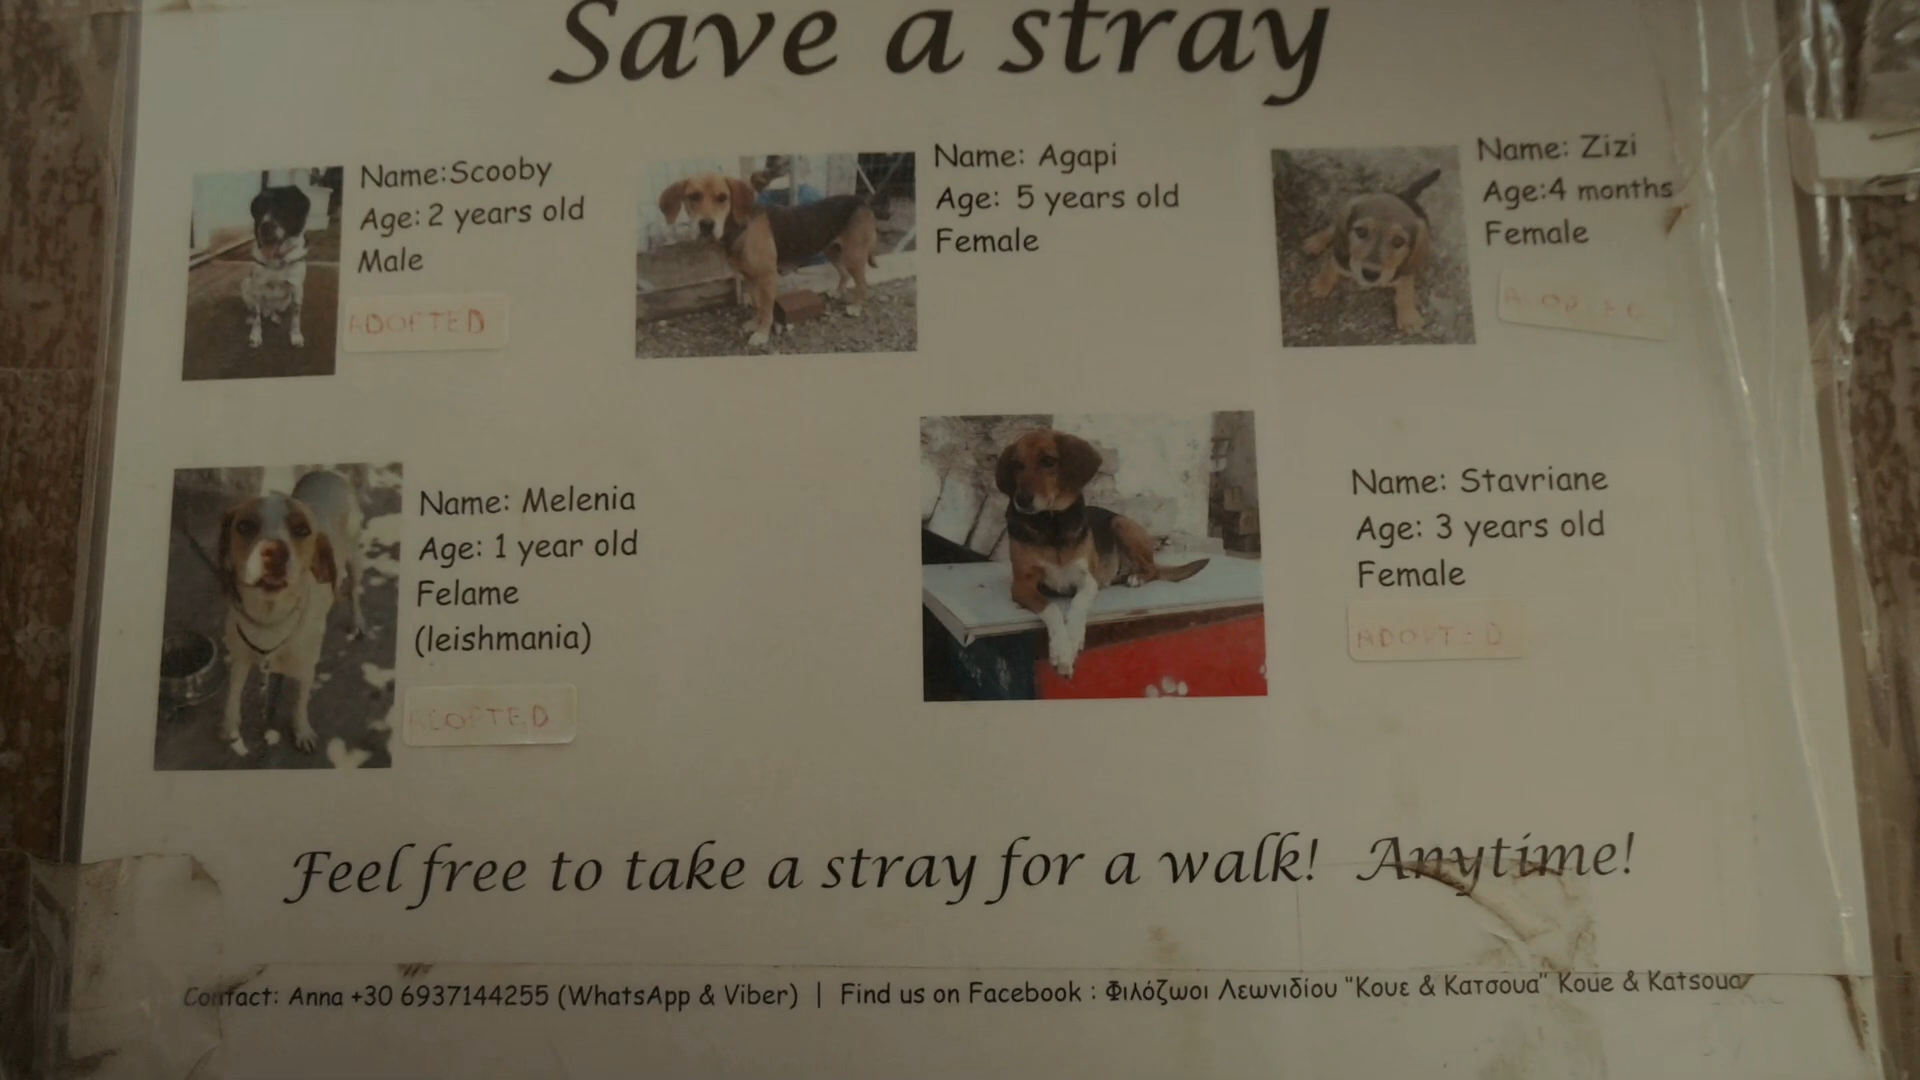 Save a stray
Name:Scooby
Age: 2 years old
Male
ADOPTED
Name: Agapi
Age: 5 years old
Female
Name: Zizi
Age:4 months
Female
ADOPTED
Name: Melenia
Age: 1 year old
Felame
(leishmania)
ADOPTED
Name: Stavriane
Age: 3 years old
Female
ADOPTED
Feel free to take a stray for a walk! Anytime!
Contact: Anna +30 6937144255 (WhatsApp & Viber) | Find us on Facebook : Φιλόζωοι Λεωνιδίου "Κουε & Κατσουα" Koue & Katsoua